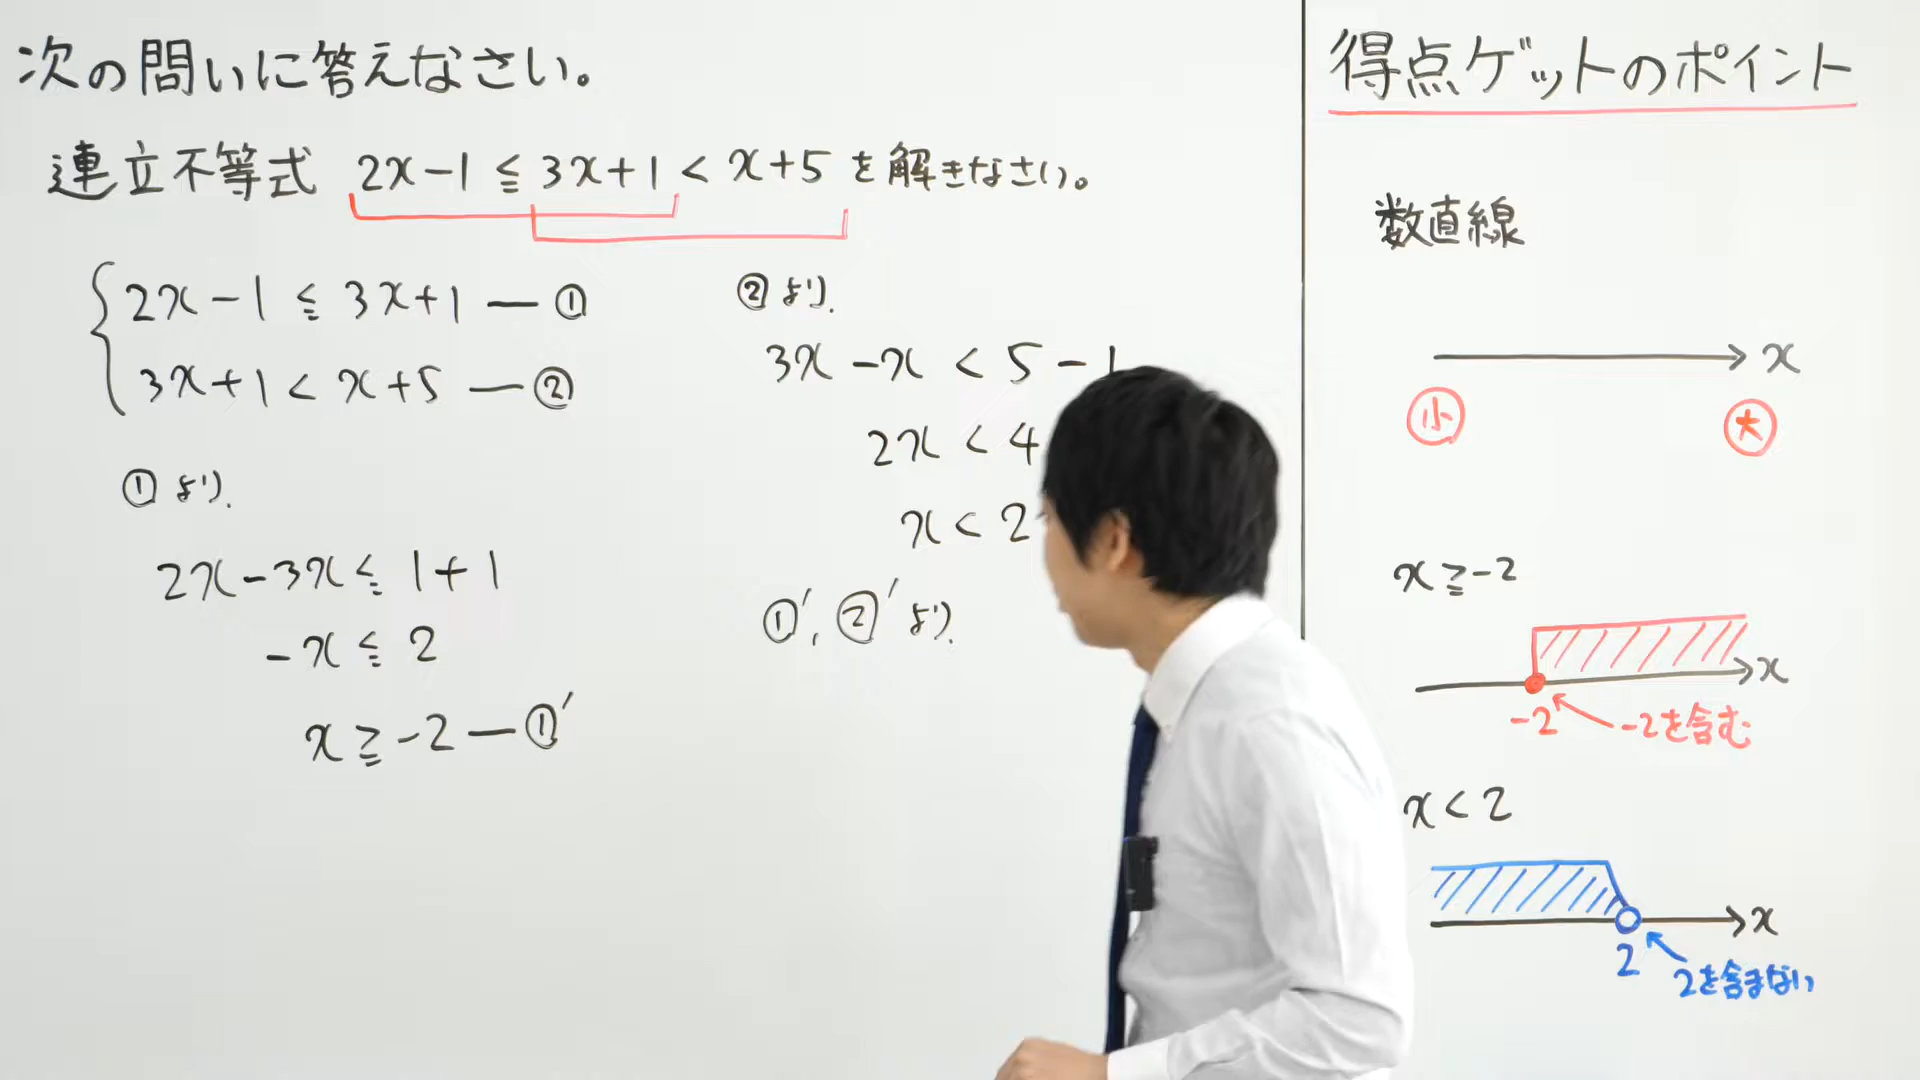 次の問いに答えなさい。
連立不等式 2x-1≦3x+1<x+5を解きなさい。
2x-1≦3x+1―①
3x+1<x+5―②
①より、
2x-3x≦1+1
-x≦2
x≧-2―①′
②より、
3x-x<5-1
2x<4
x<2
①′,②′より、
得点ゲットのポイント
数直線
x
小 大
x≧-2
x
-2 -2を含む
x<2
x
2 2を含まない